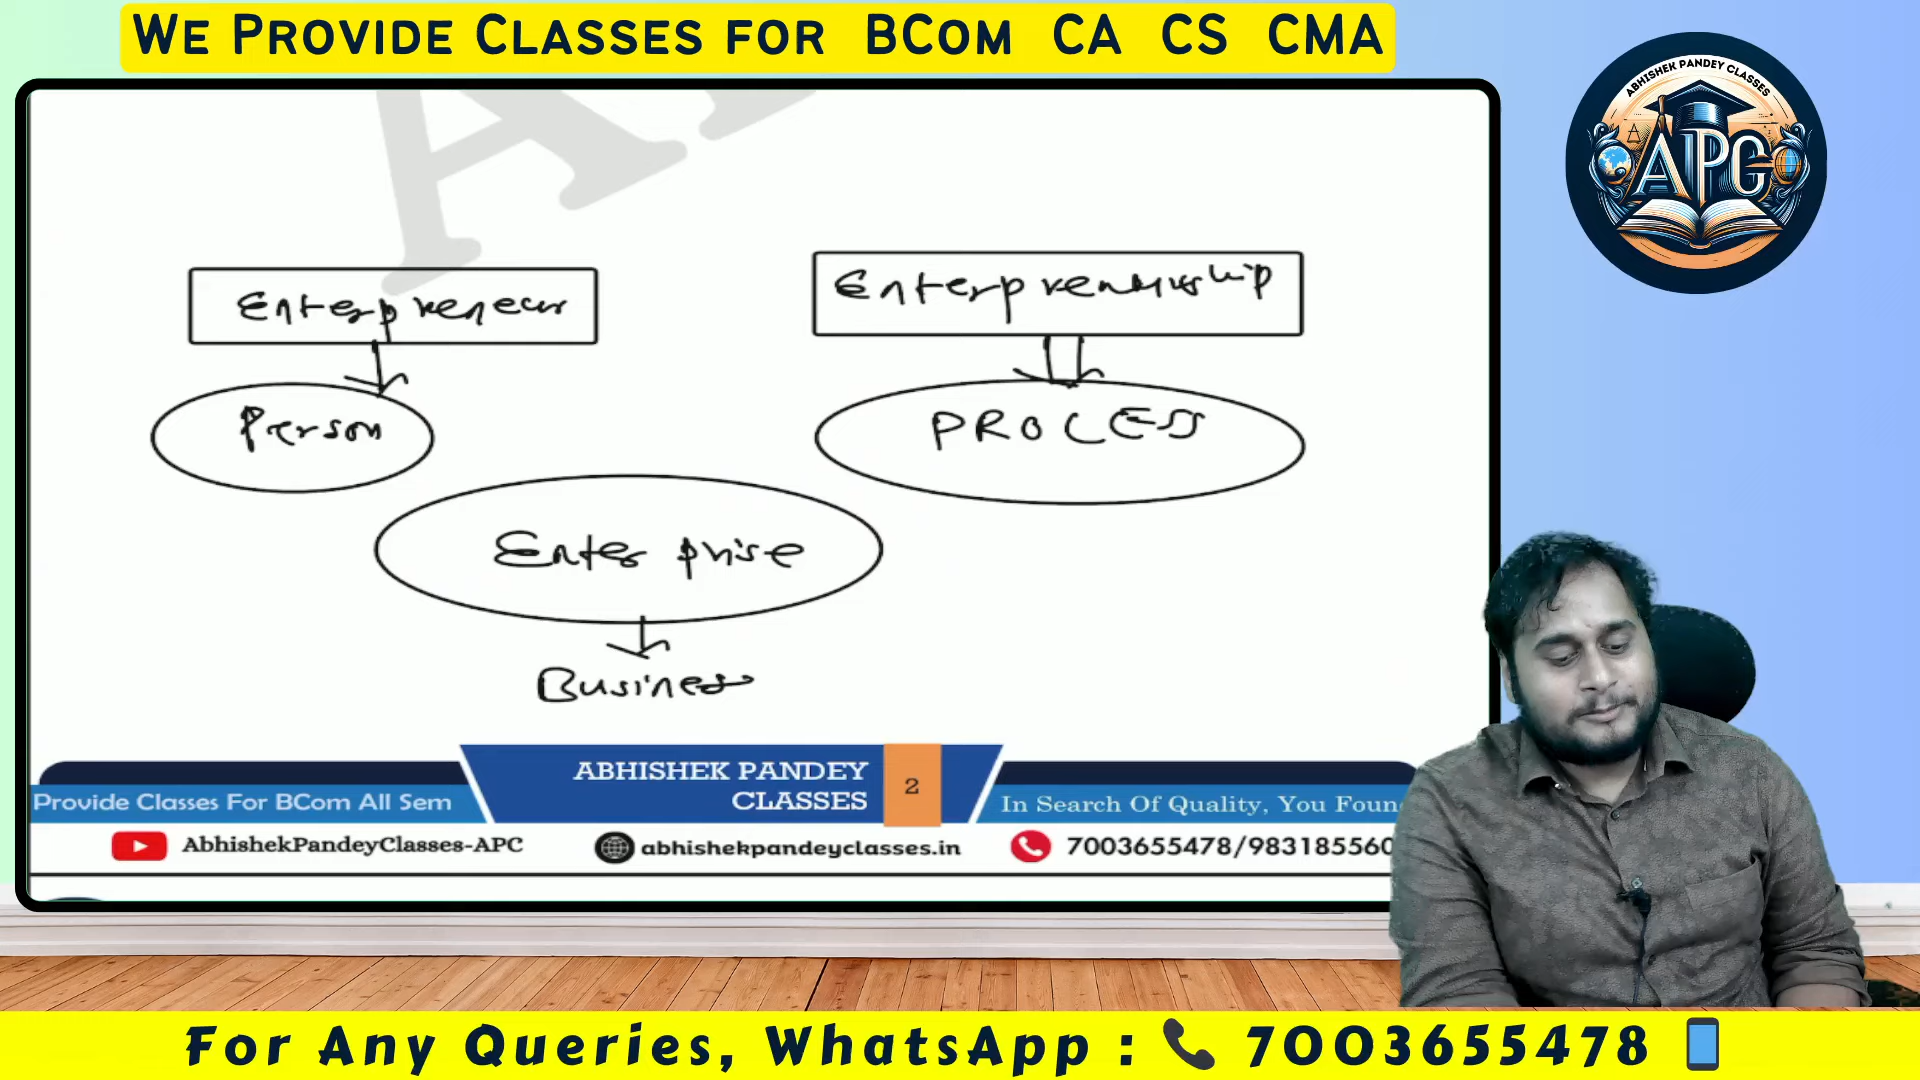 WE PROVIDE CLASSES FOR BCOM CA CS CMA
ABHISHEK PANDEY CLASSES
APC
Enterpreneur
Enterpreneurship
Person
PROCESS
Enterprise
Business
Provide Classes For BCom All Sem
ABHISHEK PANDEY
CLASSES
2
In Search Of Quality, You Foun
AbhishekPandeyClasses-APC
abhishekpandeyclasses.in
7003655478/983185560
For Any Queries, WhatsApp : 7003655478